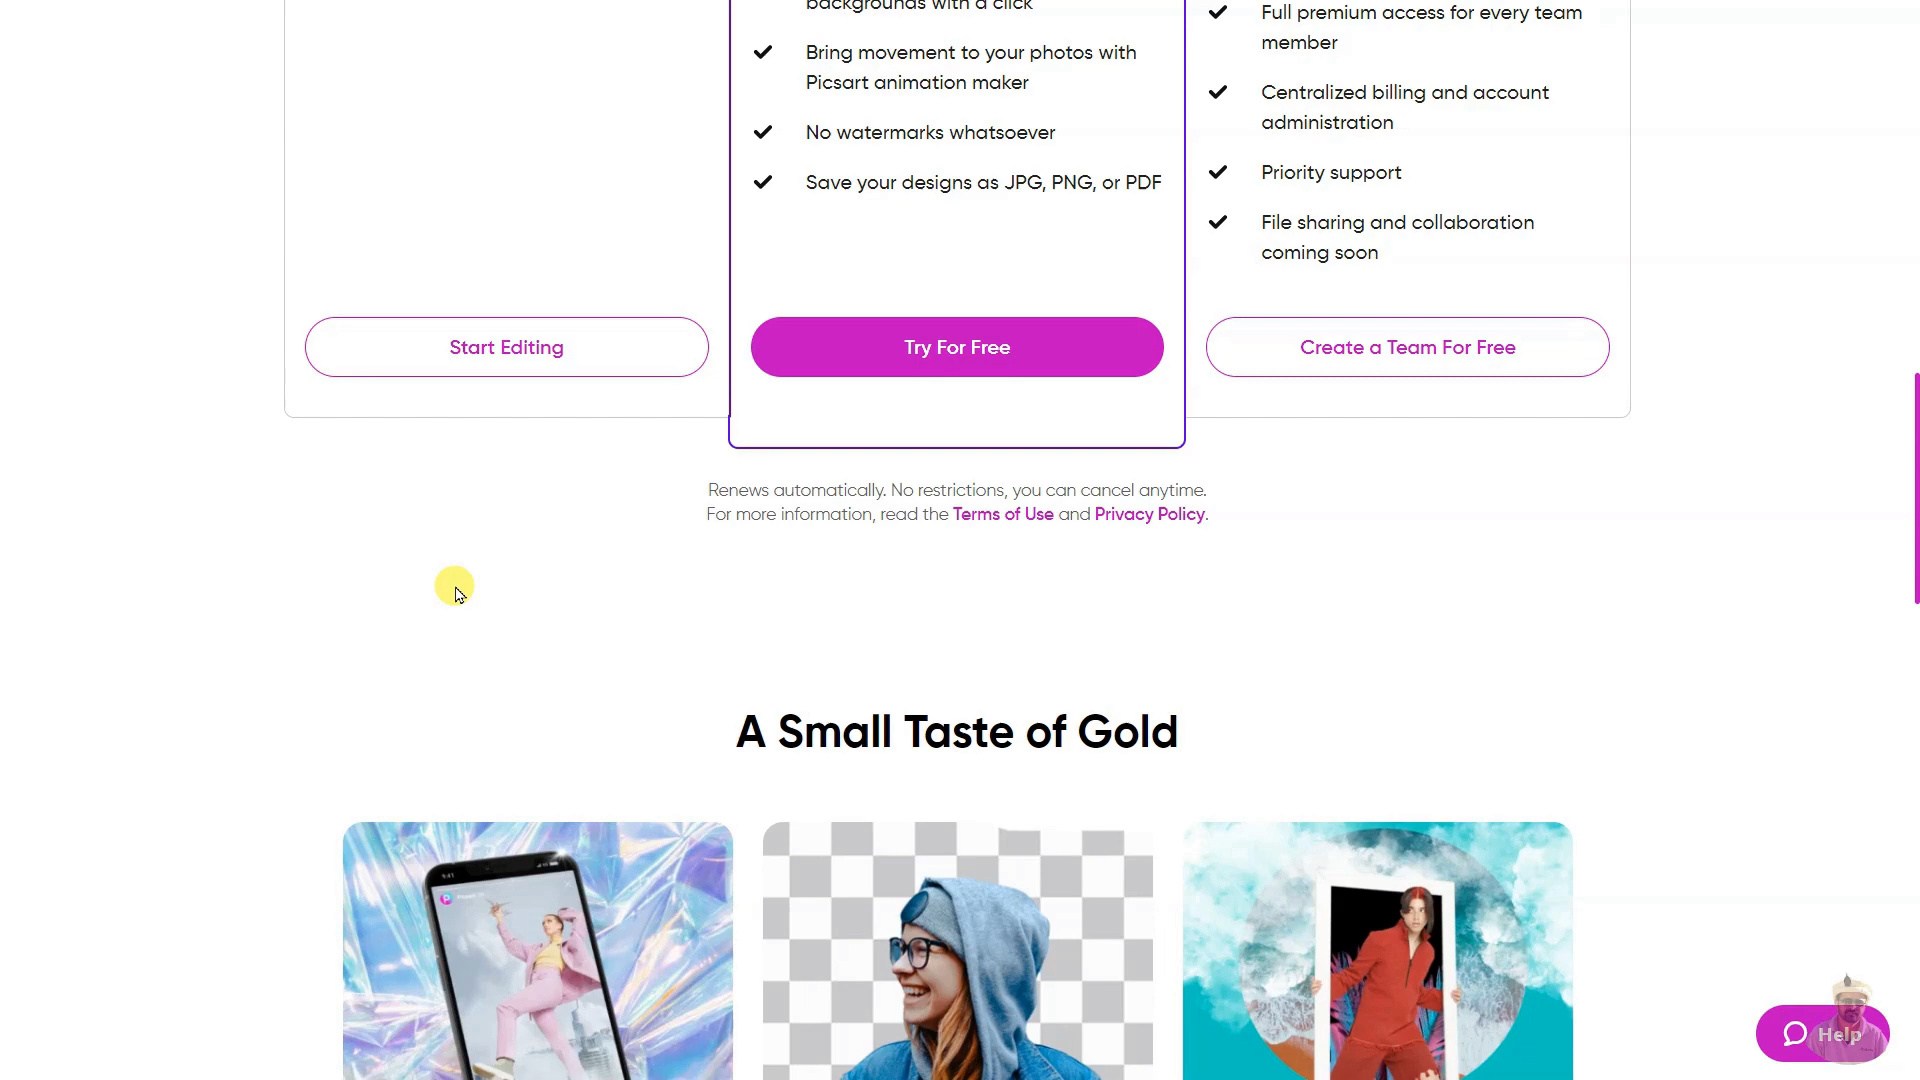 backgrounds with a click
Bring movement to your photos with
Picsart animation maker
No watermarks whatsoever
Save your designs as JPG, PNG, or PDF
Full premium access for every team
member
Centralized billing and account
administration
Priority support
File sharing and collaboration
coming soon
Start Editing
Try For Free
Create a Team For Free
Renews automatically. No restrictions, you can cancel anytime.
For more information, read the Terms of Use and Privacy Policy.
A Small Taste of Gold
9:41
Help